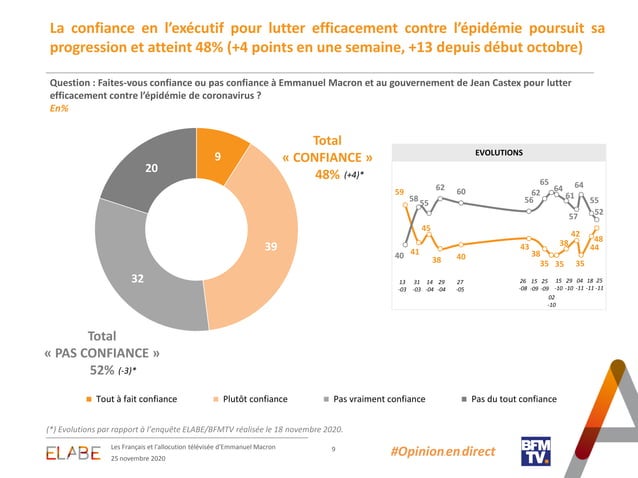 La confiance en l’exécutif pour lutter efficacement contre l’épidémie poursuit sa
progression et atteint 48% (+4 points en une semaine, +13 depuis début octobre)
Question : Faites-vous confiance ou pas confiance à Emmanuel Macron et au gouvernement de Jean Castex pour lutter
efficacement contre l’épidémie de coronavirus ?
En%
Total
« CONFIANCE »
48% (+4)*
9
39
32
20
Total
« PAS CONFIANCE »
52% (-3)*
EVOLUTIONS
59 58 55 62 60 56 62 65 64 61 57 64 55 52
40 41 45 38 40 43 38 35 35 38 42 35 44 48
13 31 14 29 27 26 15 25 15 29 04 18 25
-03 -03 -04 -04 -05 -08 -09 -09 -10 -10 -11 -11 -11
02
-10
Tout à fait confiance Plutôt confiance Pas vraiment confiance Pas du tout confiance
(*) Evolutions par rapport à l’enquête ELABE/BFMTV réalisée le 18 novembre 2020.
ELABE
Les Français et l’allocution télévisée d’Emmanuel Macron
25 novembre 2020
9
#Opinion en direct
BFM
TV.